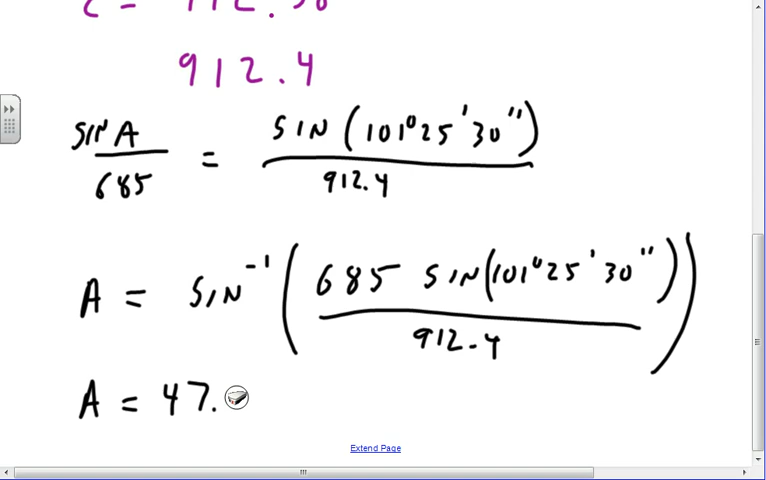 912.4
SIN A / 685 = SIN (101°25'30") / 912.4
A = SIN⁻¹ (685 SIN(101°25'30") / 912.4)
A = 47.
Extend Page